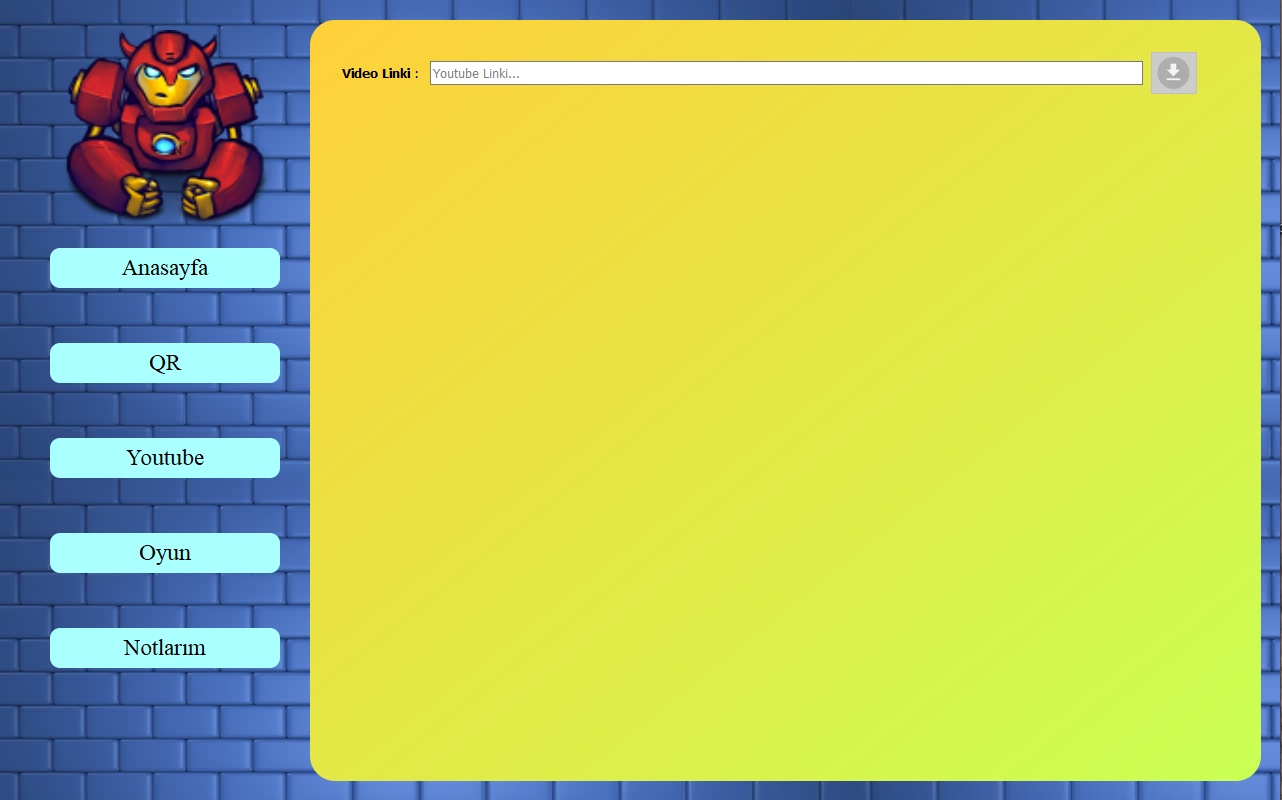 Video Linki :
Youtube Linki...
Anasayfa
QR
Youtube
Oyun
Notlarım